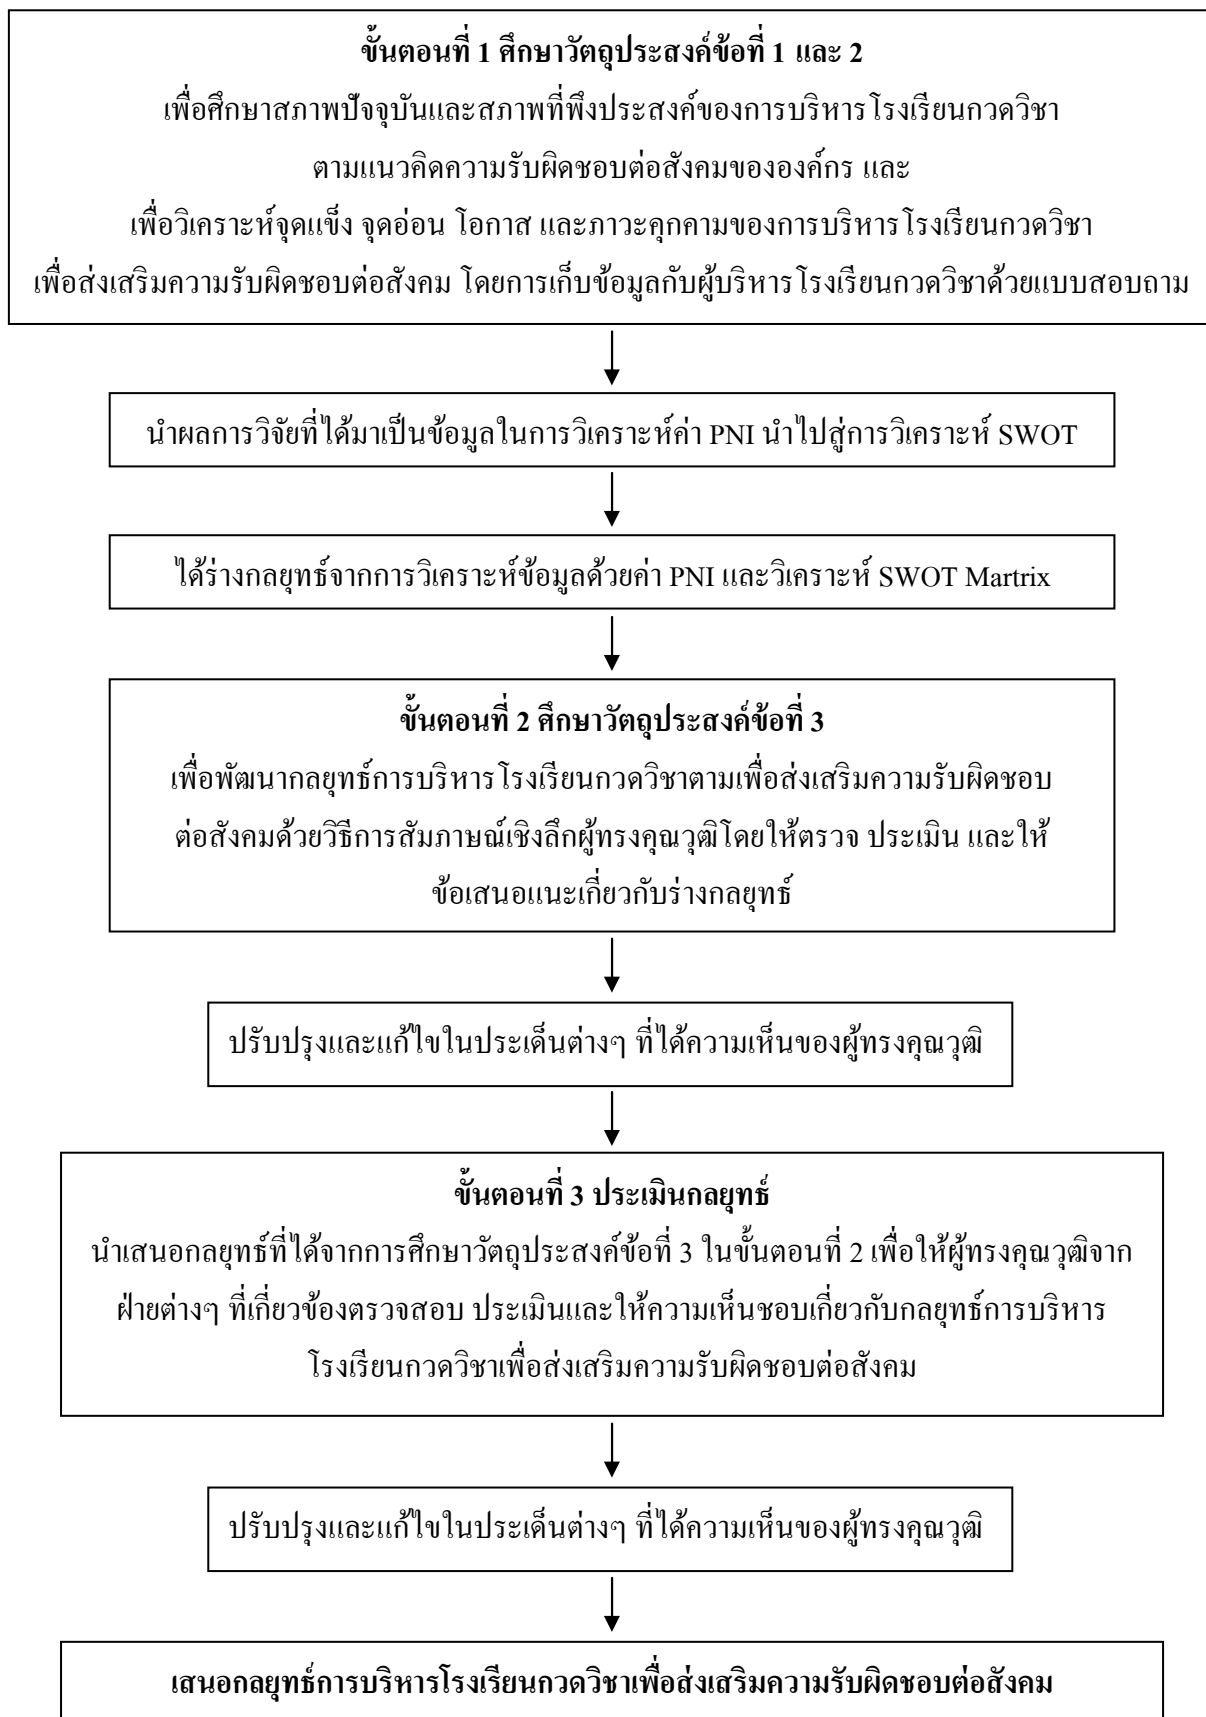 ขั้นตอนที่ 1 ศึกษาวัตถุประสงค์ข้อที่ 1 และ 2
เพื่อศึกษาสภาพปัจจุบันและสภาพที่พึงประสงค์ของการบริหารโรงเรียนกวดวิชา
ตามแนวคิดความรับผิดชอบต่อสังคมขององค์กร และ
เพื่อวิเคราะห์จุดแข็ง จุดอ่อน โอกาส และภาวะคุกคามของการบริหารโรงเรียนกวดวิชา
เพื่อส่งเสริมความรับผิดชอบต่อสังคม โดยการเก็บข้อมูลกับผู้บริหารโรงเรียนกวดวิชาด้วยแบบสอบถาม
นำผลการวิจัยที่ได้มาเป็นข้อมูลในการวิเคราะห์ค่า PNI นำไปสู่การวิเคราะห์ SWOT
ได้ร่างกลยุทธ์จากการวิเคราะห์ข้อมูลด้วยค่า PNI และวิเคราะห์ SWOT Martrix
ขั้นตอนที่ 2 ศึกษาวัตถุประสงค์ข้อที่ 3
เพื่อพัฒนากลยุทธ์การบริหารโรงเรียนกวดวิชาตามเพื่อส่งเสริมความรับผิดชอบ
ต่อสังคมด้วยวิธีการสัมภาษณ์เชิงลึกผู้ทรงคุณวุฒิโดยให้ตรวจ ประเมิน และให้
ข้อเสนอแนะเกี่ยวกับร่างกลยุทธ์
ปรับปรุงและแก้ไขในประเด็นต่างๆ ที่ได้ความเห็นของผู้ทรงคุณวุฒิ
ขั้นตอนที่ 3 ประเมินกลยุทธ์
นำเสนอกลยุทธ์ที่ได้จากการศึกษาวัตถุประสงค์ข้อที่ 3 ในขั้นตอนที่ 2 เพื่อให้ผู้ทรงคุณวุฒิจาก
ฝ่ายต่างๆ ที่เกี่ยวข้องตรวจสอบ ประเมินและให้ความเห็นชอบเกี่ยวกับกลยุทธ์การบริหาร
โรงเรียนกวดวิชาเพื่อส่งเสริมความรับผิดชอบต่อสังคม
ปรับปรุงและแก้ไขในประเด็นต่างๆ ที่ได้ความเห็นของผู้ทรงคุณวุฒิ
เสนอกลยุทธ์การบริหารโรงเรียนกวดวิชาเพื่อส่งเสริมความรับผิดชอบต่อสังคม